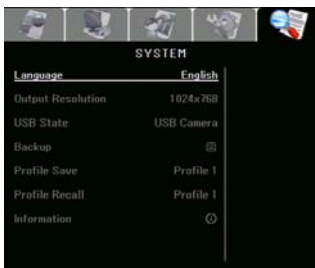 SYSTEM
Language English
Output Resolution 1024x768
USB State USB Camera
Backup
Profile Save Profile 1
Profile Recall Profile 1
Information